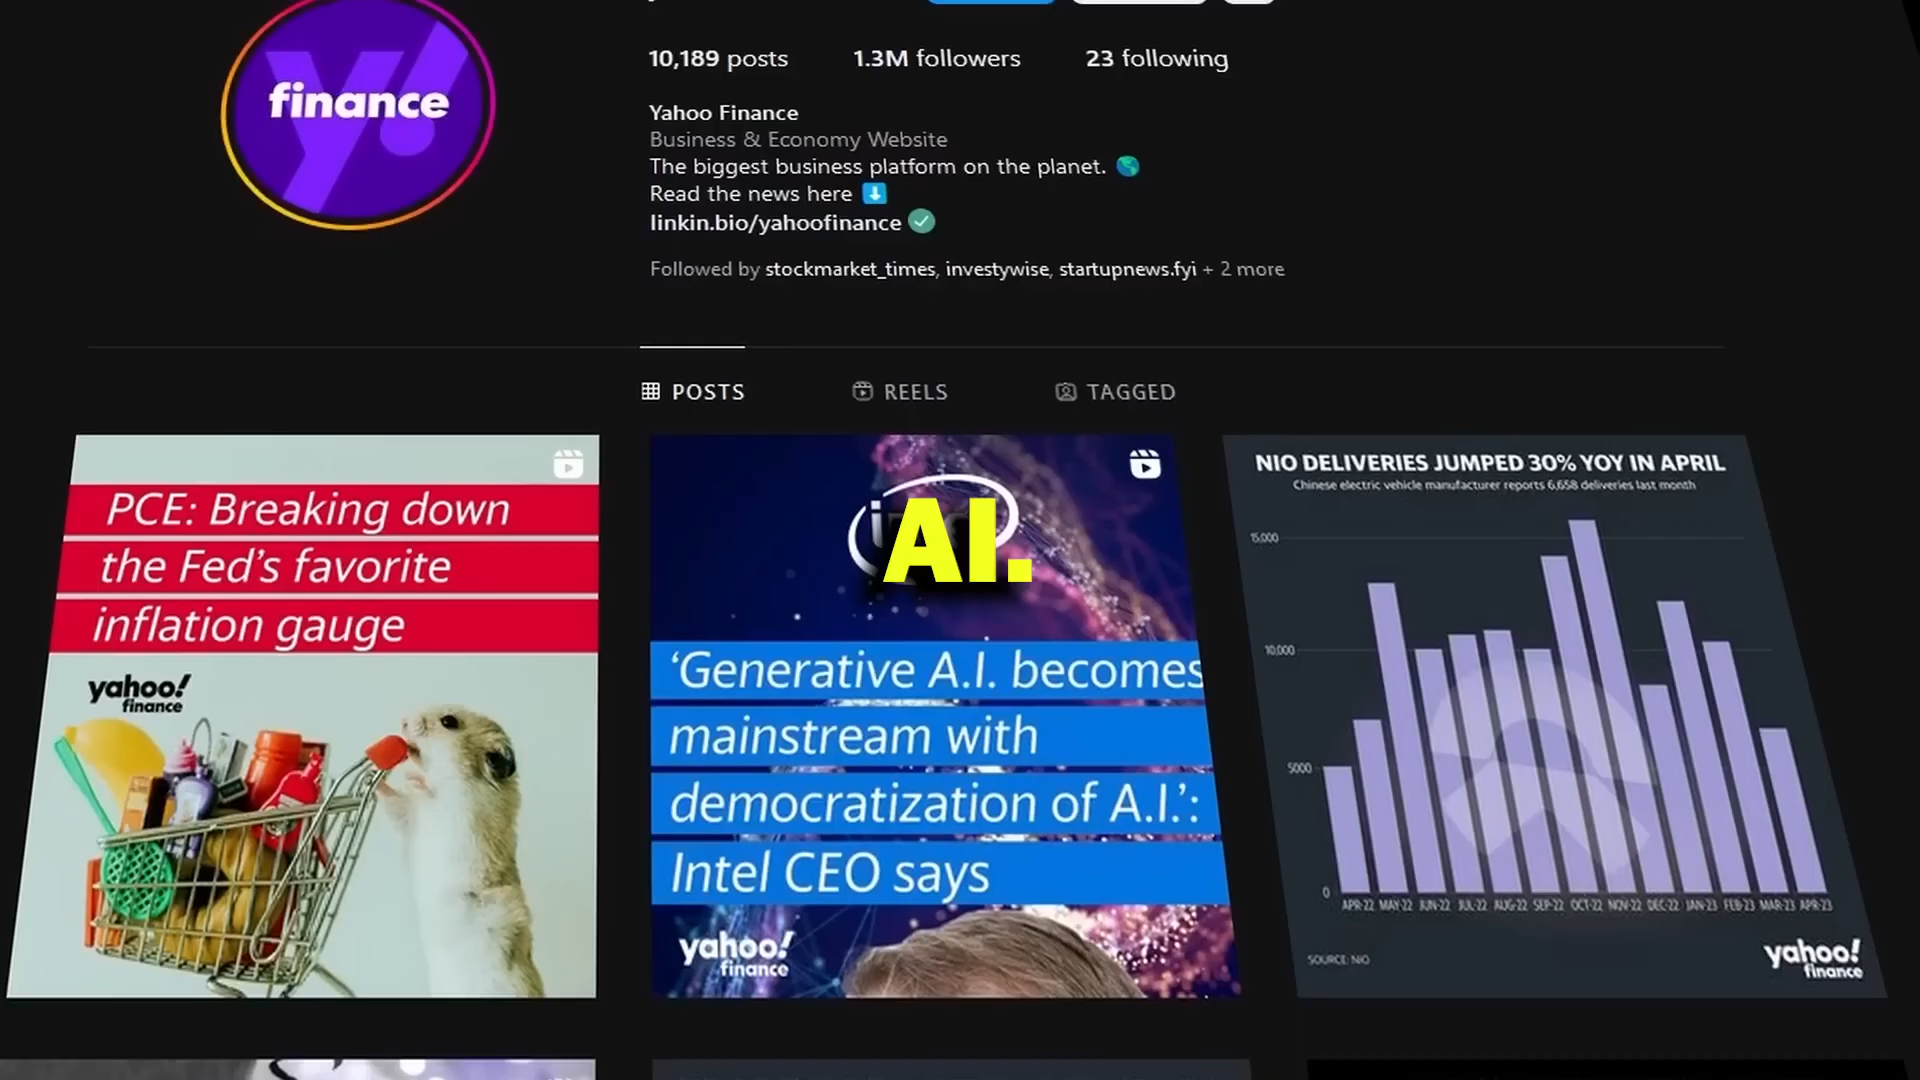 finance
10,189 posts 1.3M followers 23 following
Yahoo Finance
Business & Economy Website
The biggest business platform on the planet.
Read the news here
linkin.bio/yahoofinance
Followed by stockmarket_times, investywise, startupnews.fyi + 2 more
POSTS REELS TAGGED
PCE: Breaking down
the Fed's favorite
inflation gauge
yahoo!
finance
AI.
'Generative A.I. becomes
mainstream with
democratization of A.I.':
Intel CEO says
yahoo!
finance
NIO DELIVERIES JUMPED 30% YOY IN APRIL
Chinese electric vehicle manufacturer reports 6,658 deliveries last month
15,000
10,000
5000
0
APR-22 MAY-22 JUN-22 JUL-22 AUG-22 SEP-22 OCT-22 NOV-22 DEC-22 JAN-23 FEB-23 MAR-23 APR-23
SOURCE: NIO
yahoo!
finance